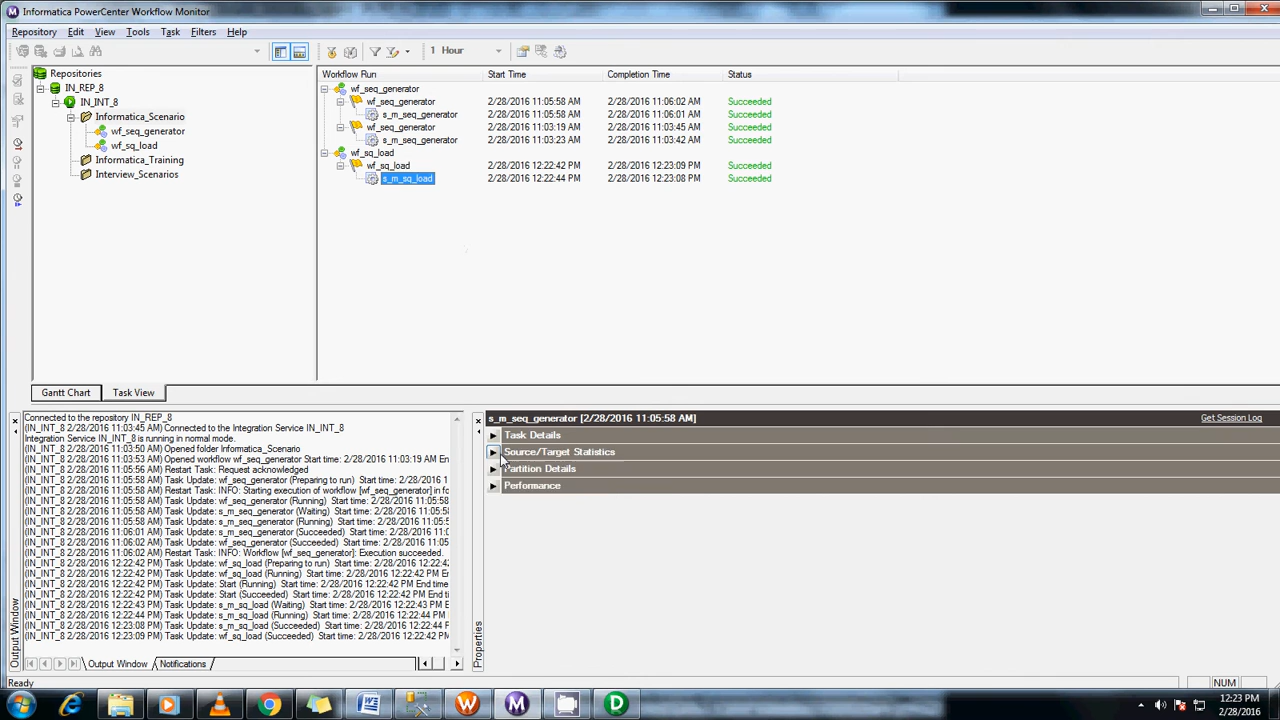 Informatica PowerCenter Workflow Monitor
Repository Edit View Tools Task Filters Help
1 Hour
Repositories
IN_REP_8
IN_INT_8
Informatica_Scenario
wf_seq_generator
wf_sq_load
Informatica_Training
Interview_Scenarios
Workflow Run Start Time Completion Time Status
wf_seq_generator
wf_seq_generator 2/28/2016 11:05:58 AM 2/28/2016 11:06:02 AM Succeeded
s_m_seq_generator 2/28/2016 11:05:58 AM 2/28/2016 11:06:01 AM Succeeded
wf_seq_generator 2/28/2016 11:03:19 AM 2/28/2016 11:03:45 AM Succeeded
s_m_seq_generator 2/28/2016 11:03:23 AM 2/28/2016 11:03:42 AM Succeeded
wf_sq_load
wf_sq_load 2/28/2016 12:22:42 PM 2/28/2016 12:23:09 PM Succeeded
s_m_sq_load 2/28/2016 12:22:44 PM 2/28/2016 12:23:08 PM Succeeded
Gantt Chart Task View
Connected to the repository IN_REP_8
(IN_INT_8 2/28/2016 11:03:45 AM) Connected to the Integration Service IN_INT_8
Integration Service IN_INT_8 is running in normal mode.
(IN_INT_8 2/28/2016 11:03:50 AM) Opened folder Informatica_Scenario
(IN_INT_8 2/28/2016 11:03:53 AM) Opened workflow wf_seq_generator Start time: 2/28/2016 11:03:19 AM En
(IN_INT_8 2/28/2016 11:05:56 AM) Restart Task: Request acknowledged
(IN_INT_8 2/28/2016 11:05:58 AM) Task Update: wf_seq_generator (Preparing to run) Start time: 2/28/2016 1
(IN_INT_8 2/28/2016 11:05:58 AM) Restart Task: INFO: Starting execution of workflow [wf_seq_generator] in f
(IN_INT_8 2/28/2016 11:05:58 AM) Task Update: wf_seq_generator (Running) Start time: 2/28/2016 11:05:5
(IN_INT_8 2/28/2016 11:05:58 AM) Task Update: s_m_seq_generator (Waiting) Start time: 2/28/2016 11:05:
(IN_INT_8 2/28/2016 11:05:58 AM) Task Update: s_m_seq_generator (Running) Start time: 2/28/2016 11:05:
(IN_INT_8 2/28/2016 11:06:01 AM) Task Update: s_m_seq_generator (Succeeded) Start time: 2/28/2016 11:
(IN_INT_8 2/28/2016 11:06:02 AM) Task Update: wf_seq_generator (Succeeded) Start time: 2/28/2016 11:05
(IN_INT_8 2/28/2016 11:06:02 AM) Restart Task: INFO: Workflow [wf_seq_generator]: Execution succeeded.
(IN_INT_8 2/28/2016 12:22:42 PM) Task Update: wf_sq_load (Preparing to run) Start time: 2/28/2016 12:22:4
(IN_INT_8 2/28/2016 12:22:42 PM) Task Update: wf_sq_load (Running) Start time: 2/28/2016 12:22:42 PM E
(IN_INT_8 2/28/2016 12:22:42 PM) Task Update: Start (Running) Start time: 2/28/2016 12:22:42 PM End time
(IN_INT_8 2/28/2016 12:22:42 PM) Task Update: Start (Succeeded) Start time: 2/28/2016 12:22:42 PM End ti
(IN_INT_8 2/28/2016 12:22:43 PM) Task Update: s_m_sq_load (Waiting) Start time: 2/28/2016 12:22:43 PM
(IN_INT_8 2/28/2016 12:22:44 PM) Task Update: s_m_sq_load (Running) Start time: 2/28/2016 12:22:44 PM
(IN_INT_8 2/28/2016 12:23:08 PM) Task Update: s_m_sq_load (Succeeded) Start time: 2/28/2016 12:22:44 F
(IN_INT_8 2/28/2016 12:23:09 PM) Task Update: wf_sq_load (Succeeded) Start time: 2/28/2016 12:22:42 PM
Output Window
Output Window Notifications
Properties
s_m_seq_generator [2/28/2016 11:05:58 AM] Get Session Log
Task Details
Source/Target Statistics
Partition Details
Performance
Ready NUM
12:23 PM
2/28/2016